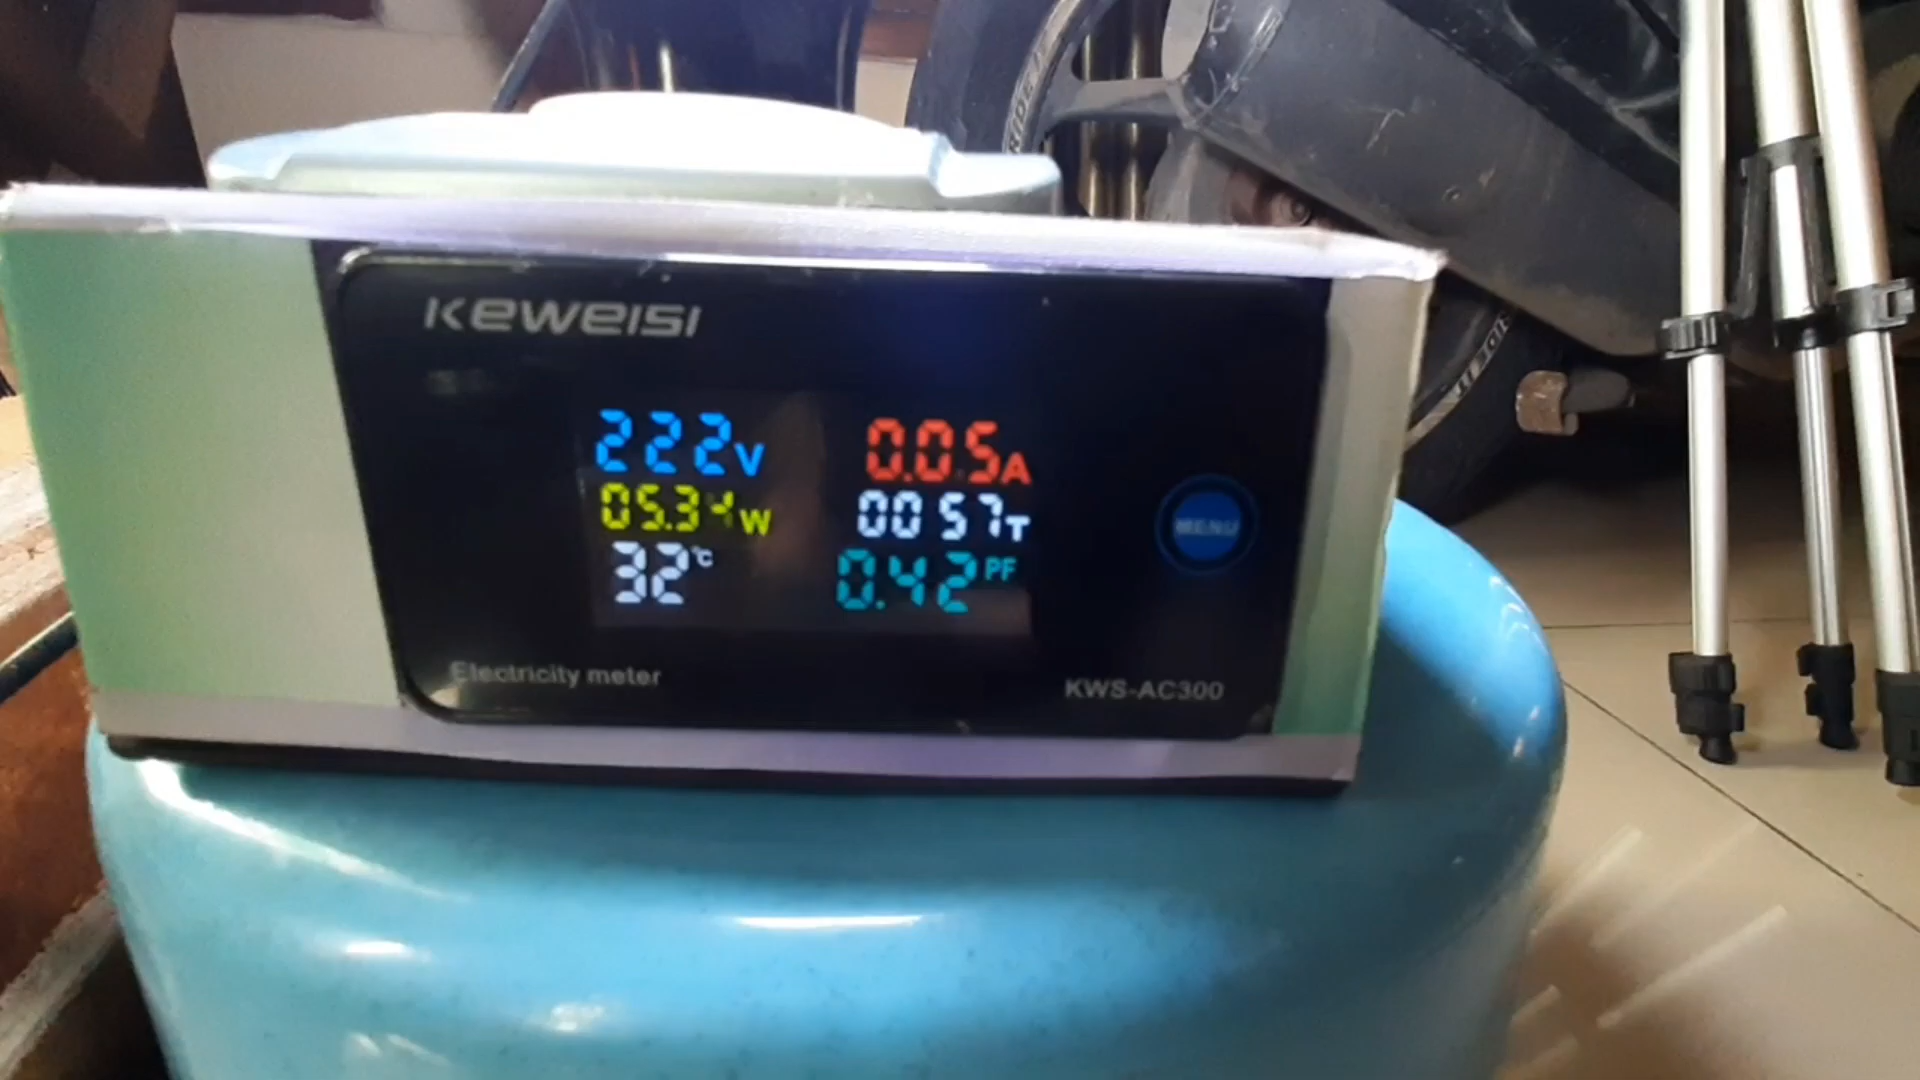 KEWEISI
222V 0.05A
05.34W 0057T
32°C 0.42PF
MENU
Electricity meter
KWS-AC300